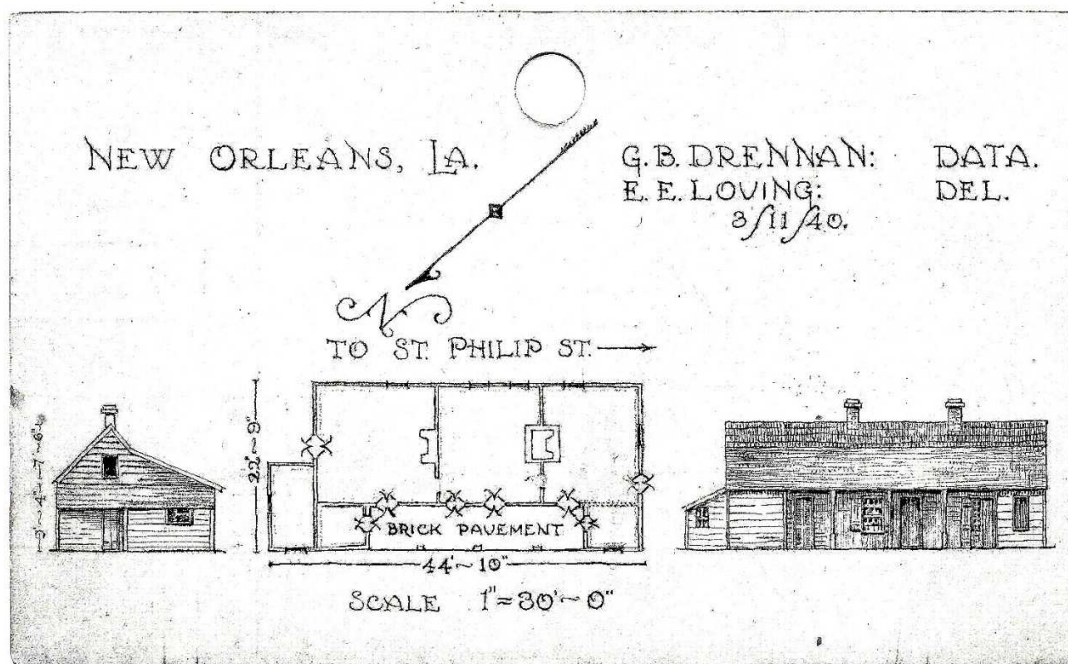 NEW ORLEANS, LA.
G. B. DRENNAN: DATA.
E. E. LOVING: DEL.
3/11/40.
N
TO ST. PHILIP ST.
22'~9"
BRICK PAVEMENT
44'~10"
SCALE 1"=30'~0"